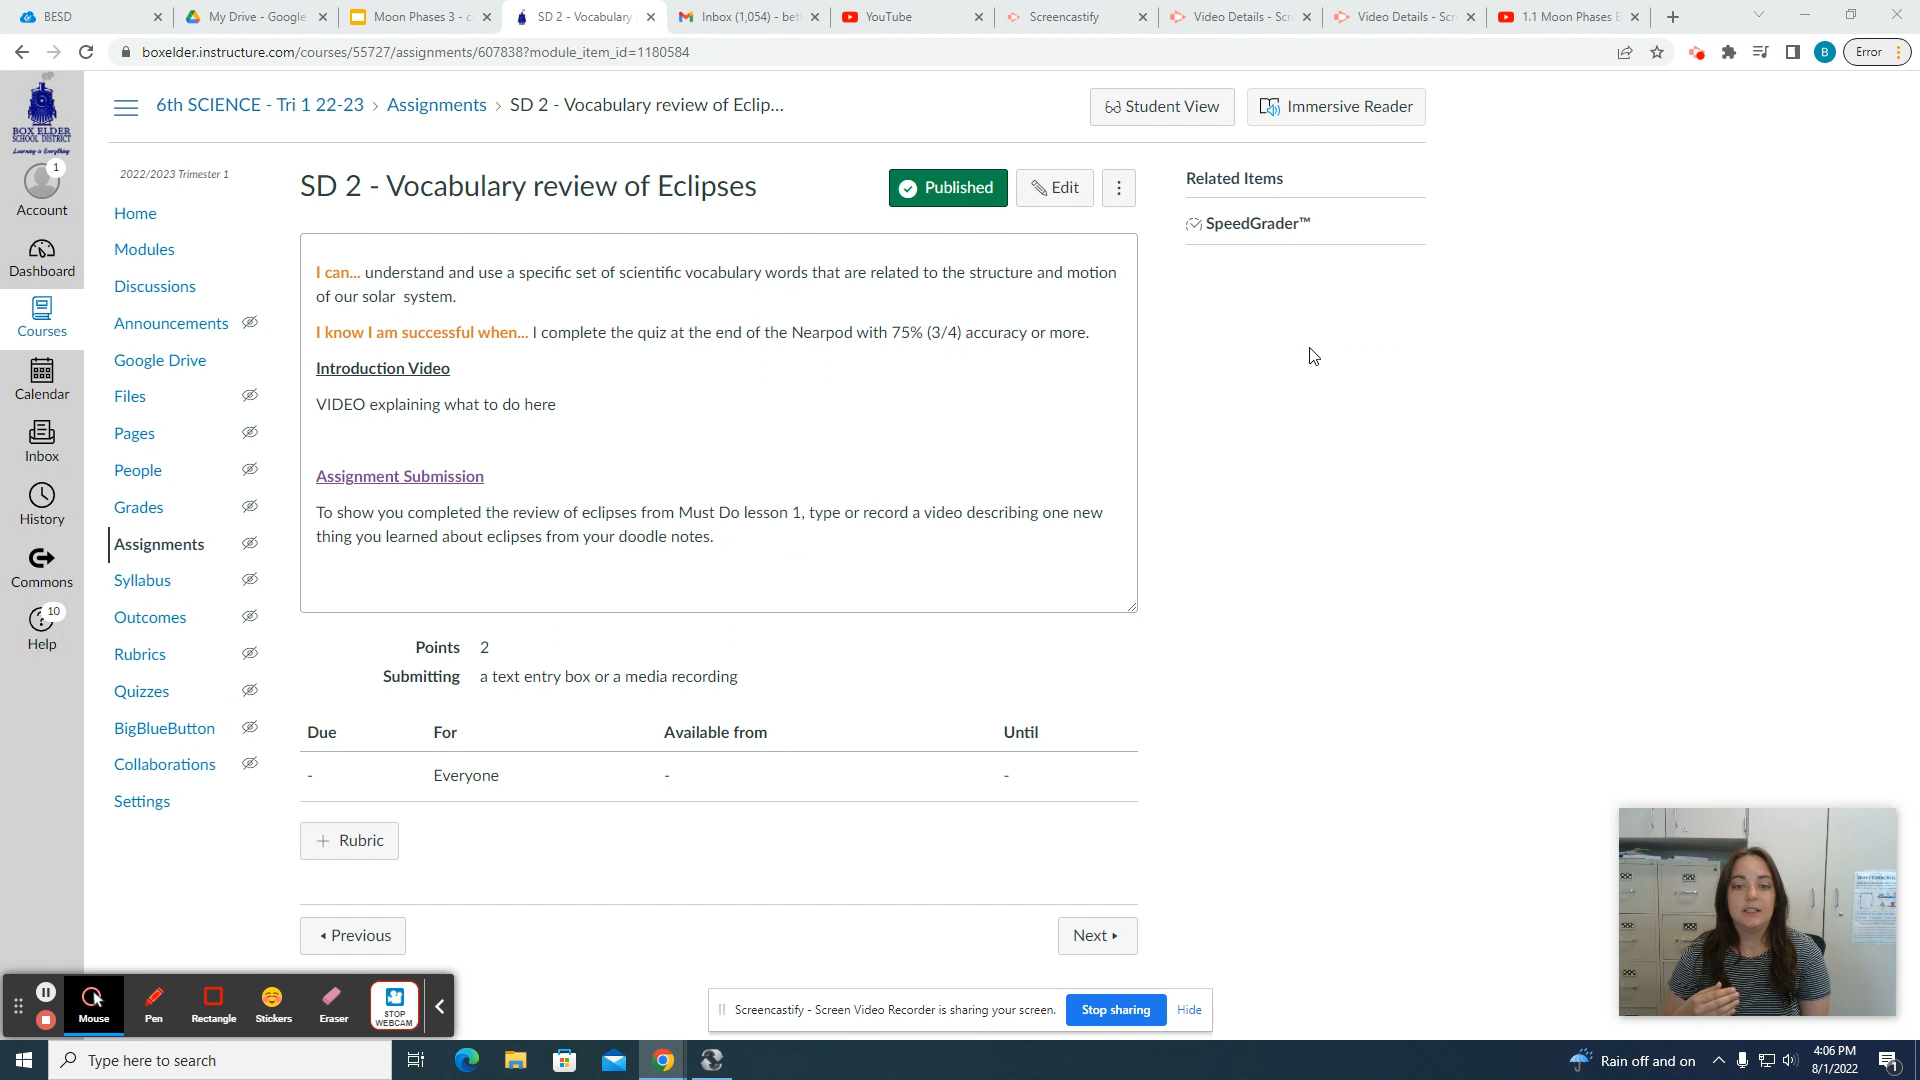 BESD
My Drive - Google
Moon Phases 3 - c
SD 2 - Vocabulary
Inbox (1,054) - bet
YouTube
Screencastify
Video Details - Scr
Video Details - Scr
1.1 Moon Phases E
boxelder.instructure.com/courses/55727/assignments/607838?module_item_id=1180584
B
Error
BOX ELDER
SCHOOL DISTRICT
Learning is Everything
1
Account
Dashboard
Courses
Calendar
Inbox
History
Commons
10
Help
6th SCIENCE - Tri 1 22-23 › Assignments › SD 2 - Vocabulary review of Eclip...
Student View
Immersive Reader
2022/2023 Trimester 1
Home
Modules
Discussions
Announcements
Google Drive
Files
Pages
People
Grades
Assignments
Syllabus
Outcomes
Rubrics
Quizzes
BigBlueButton
Collaborations
Settings
SD 2 - Vocabulary review of Eclipses
Published
Edit
I can... understand and use a specific set of scientific vocabulary words that are related to the structure and motion
of our solar system.
I know I am successful when... I complete the quiz at the end of the Nearpod with 75% (3/4) accuracy or more.
Introduction Video
VIDEO explaining what to do here
Assignment Submission
To show you completed the review of eclipses from Must Do lesson 1, type or record a video describing one new
thing you learned about eclipses from your doodle notes.
Points 2
Submitting a text entry box or a media recording
Due For Available from Until
- Everyone - -
+ Rubric
Previous
Next
Related Items
SpeedGrader™
Mouse
Pen
Rectangle
Stickers
Eraser
STOP
WEBCAM
Screencastify - Screen Video Recorder is sharing your screen.
Stop sharing
Hide
Type here to search
Rain off and on
4:06 PM
8/1/2022
1